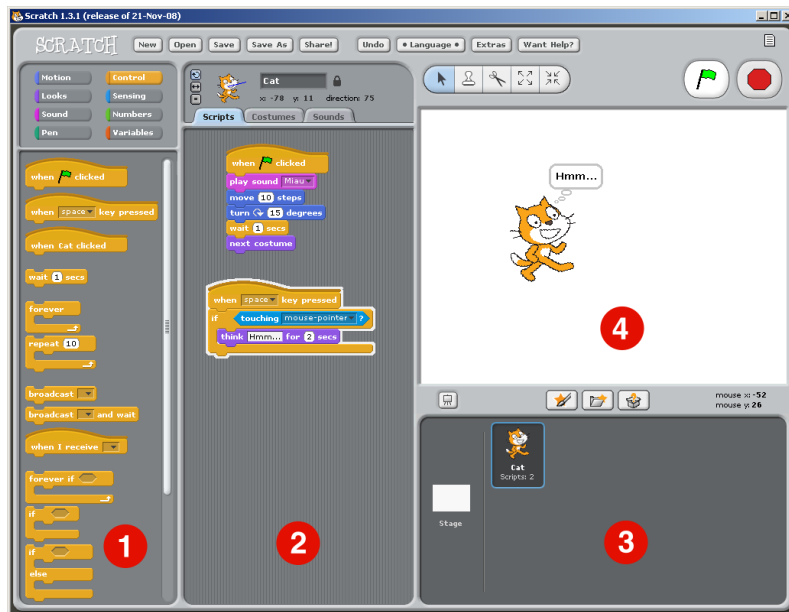 Scratch 1.3.1 (release of 21-Nov-08)
SCRATCH New Open Save Save As Share! Undo • Language • Extras Want Help?
Motion Control
Looks Sensing
Sound Numbers
Pen Variables
when clicked
when space key pressed
when Cat clicked
wait 1 secs
forever
repeat 10
broadcast
broadcast and wait
when I receive
forever if
if
if
else
1
Cat
x: -78 y: 11 direction: 75
Scripts Costumes Sounds
when clicked
play sound Miau
move 10 steps
turn 15 degrees
wait 1 secs
next costume
when space key pressed
if touching mouse-pointer ?
think Hmm... for 2 secs
2
Hmm...
4
mouse x: -52
mouse y: 26
Cat
Scripts: 2
Stage
3